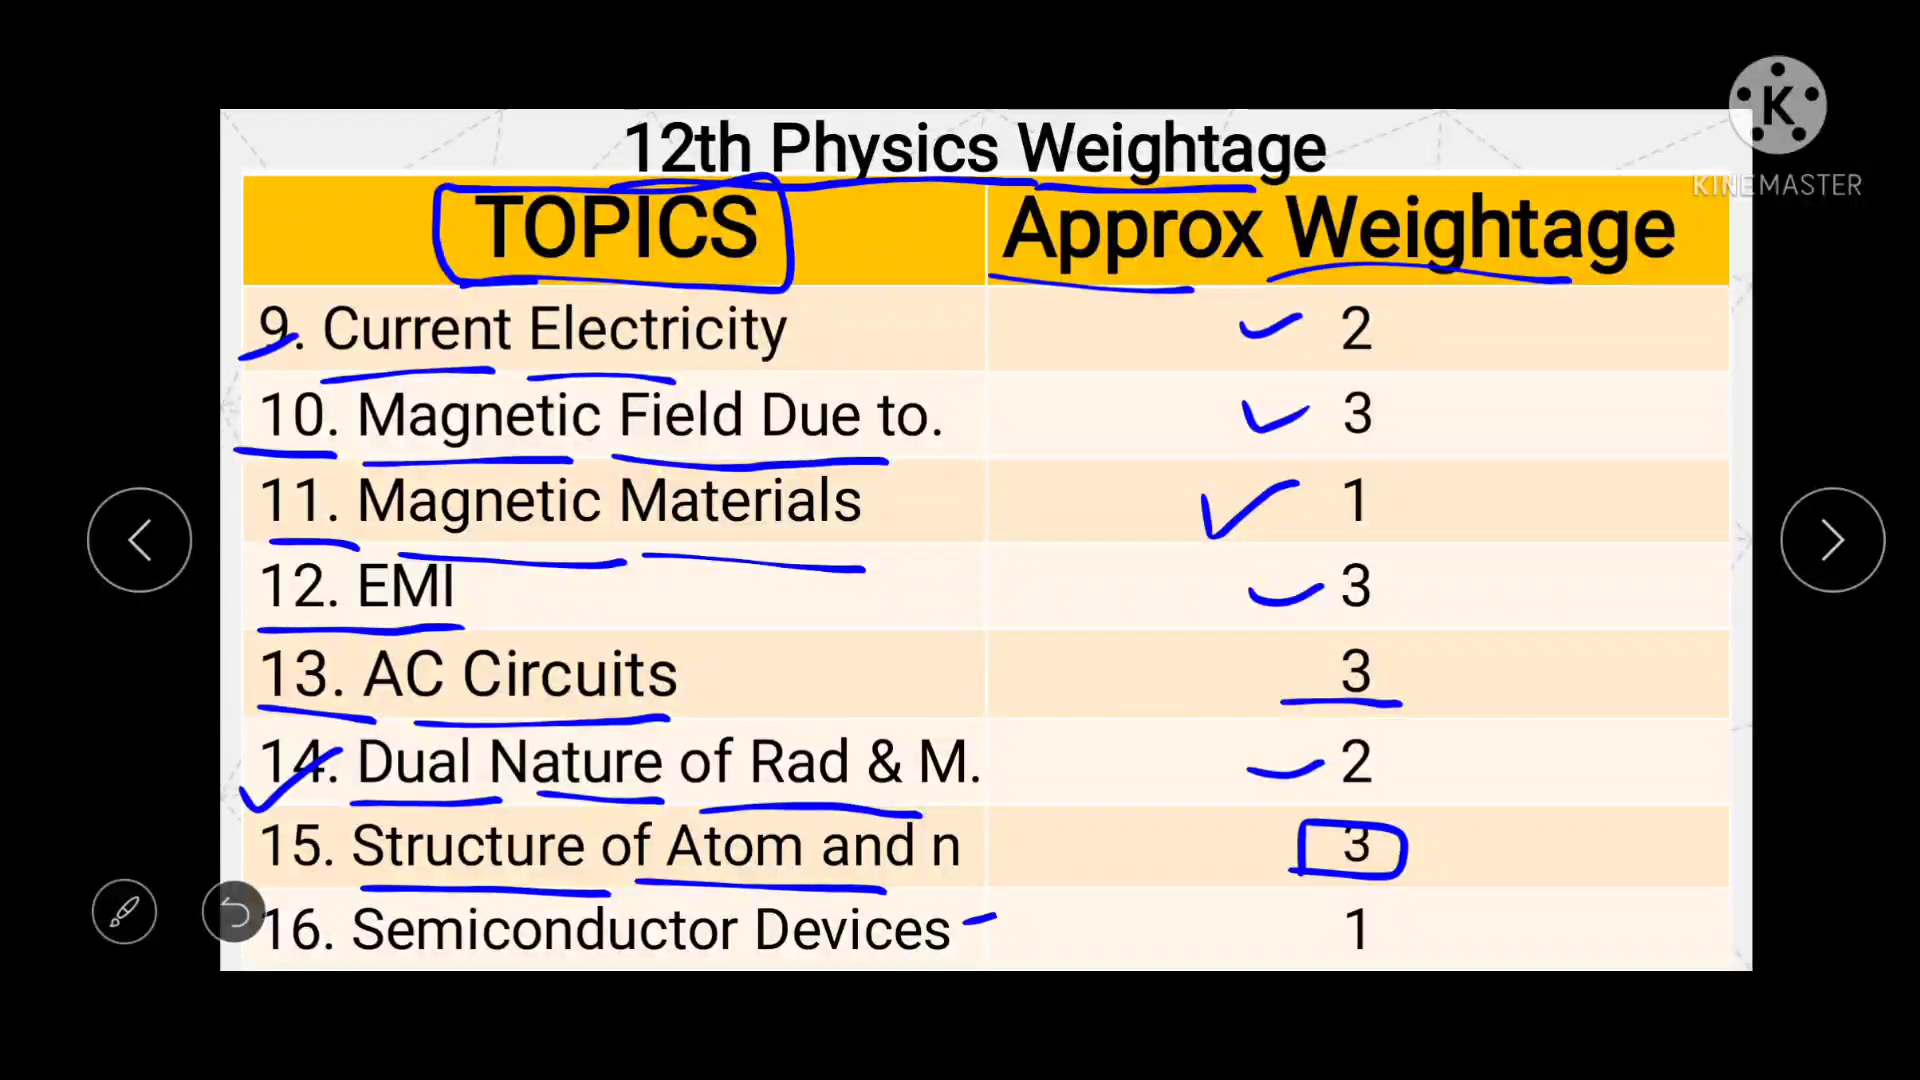 12th Physics Weightage
K
KINEMASTER
TOPICS Approx Weightage
9. Current Electricity 2
10. Magnetic Field Due to. 3
11. Magnetic Materials 1
12. EMI 3
13. AC Circuits 3
14. Dual Nature of Rad & M. 2
15. Structure of Atom and n 3
16. Semiconductor Devices 1